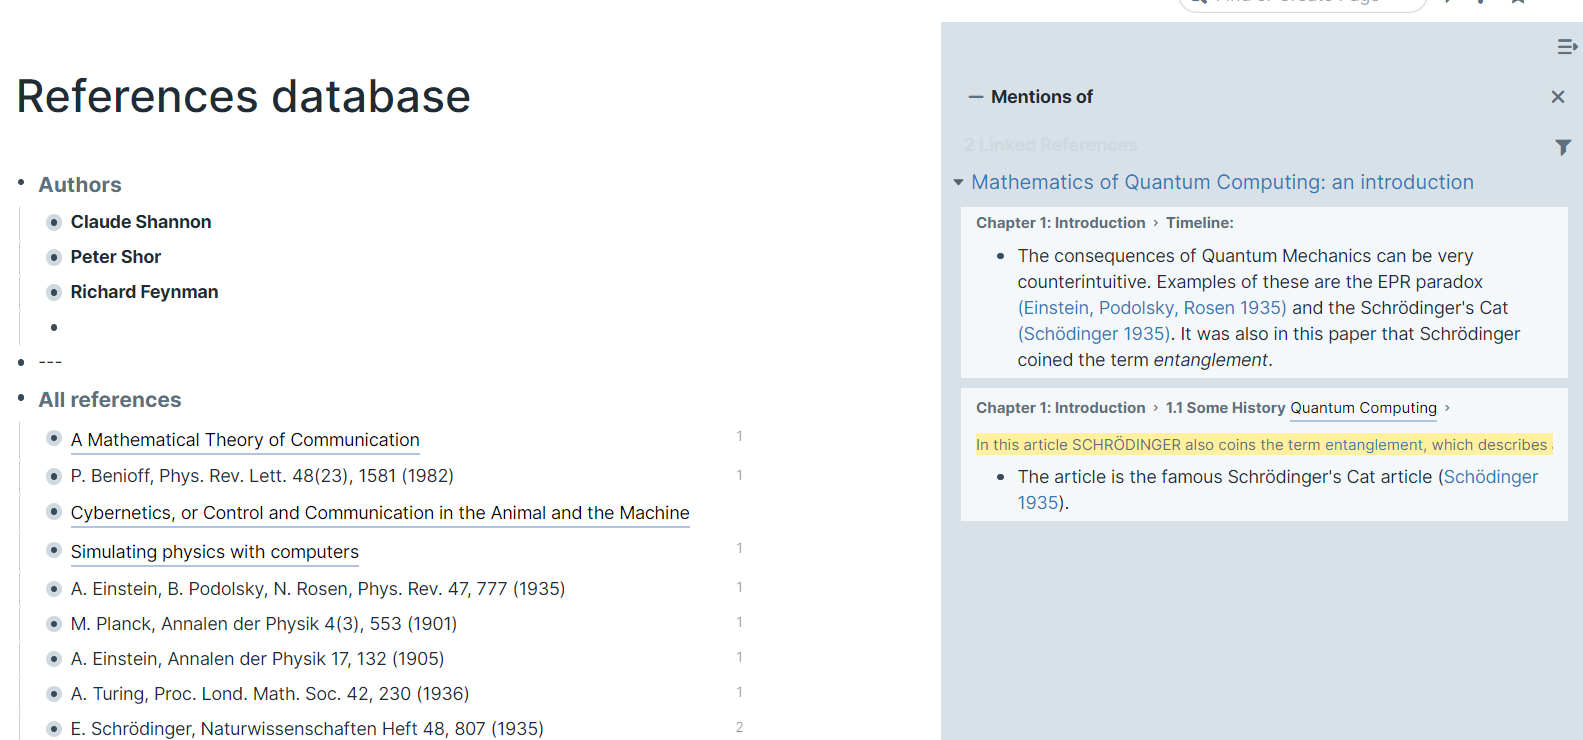 Find or Create Page
References database
Authors
Claude Shannon
Peter Shor
Richard Feynman
---
All references
A Mathematical Theory of Communication 1
P. Benioff, Phys. Rev. Lett. 48(23), 1581 (1982) 1
Cybernetics, or Control and Communication in the Animal and the Machine
Simulating physics with computers 1
A. Einstein, B. Podolsky, N. Rosen, Phys. Rev. 47, 777 (1935) 1
M. Planck, Annalen der Physik 4(3), 553 (1901) 1
A. Einstein, Annalen der Physik 17, 132 (1905) 1
A. Turing, Proc. Lond. Math. Soc. 42, 230 (1936) 1
E. Schrödinger, Naturwissenschaften Heft 48, 807 (1935) 2
Mentions of
2 Linked References
Mathematics of Quantum Computing: an introduction
Chapter 1: Introduction › Timeline:
The consequences of Quantum Mechanics can be very
counterintuitive. Examples of these are the EPR paradox
(Einstein, Podolsky, Rosen 1935) and the Schrödinger's Cat
(Schödinger 1935). It was also in this paper that Schrödinger
coined the term entanglement.
Chapter 1: Introduction › 1.1 Some History Quantum Computing ›
In this article SCHRÖDINGER also coins the term entanglement, which describes
The article is the famous Schrödinger's Cat article (Schödinger
1935).